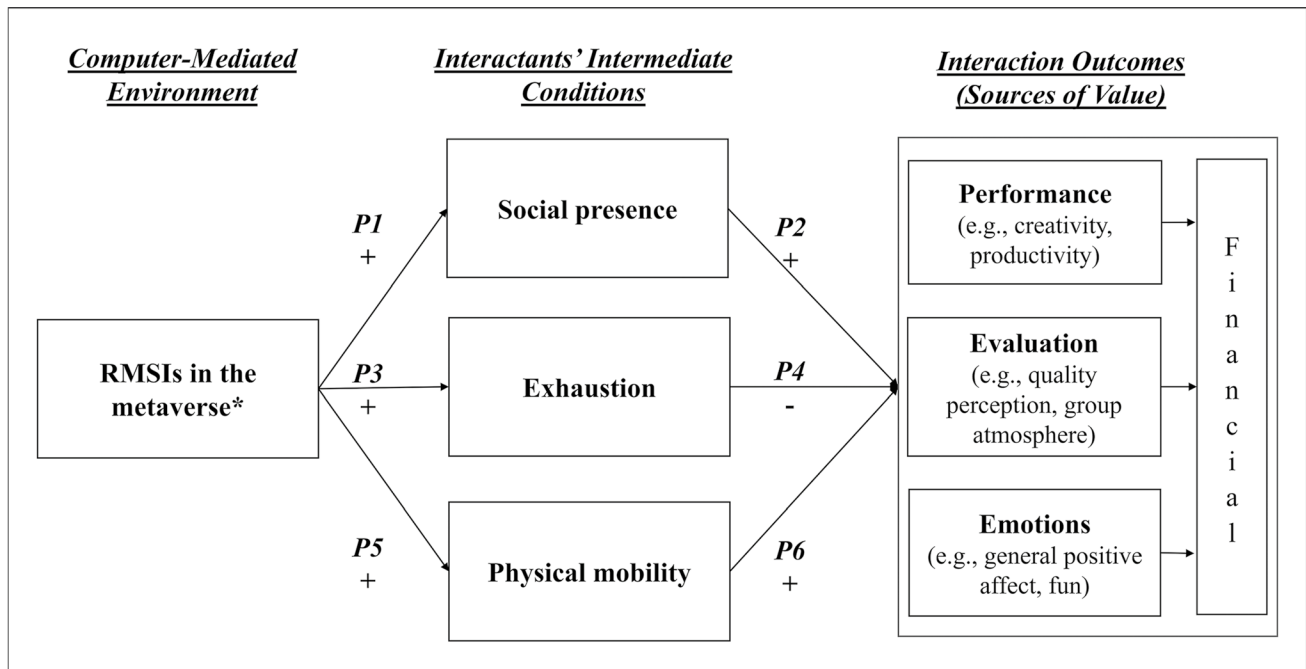 Computer-Mediated
Environment
Interactants' Intermediate
Conditions
Interaction Outcomes
(Sources of Value)
RMSIs in the
metaverse*
P1
+
P3
+
P5
+
Social presence
Exhaustion
Physical mobility
P2
+
P4
-
P6
+
Performance
(e.g., creativity,
productivity)
Evaluation
(e.g., quality
perception, group
atmosphere)
Emotions
(e.g., general positive
affect, fun)
F
i
n
a
n
c
i
a
l